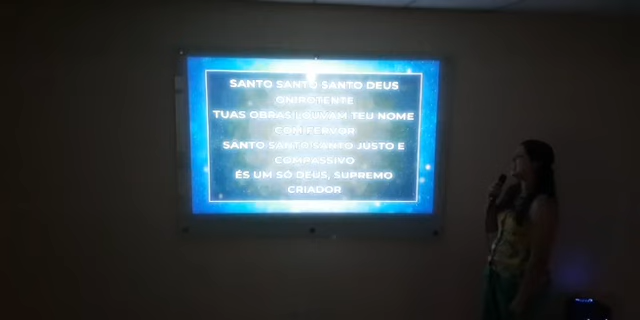 SANTO SANTO SANTO DEUS
ONIPOTENTE
TUAS OBRAS LOUVAM TEU NOME
COM FERVOR
SANTO SANTO SANTO JUSTO E
COMPASSIVO
ÉS UM SÓ DEUS, SUPREMO
CRIADOR